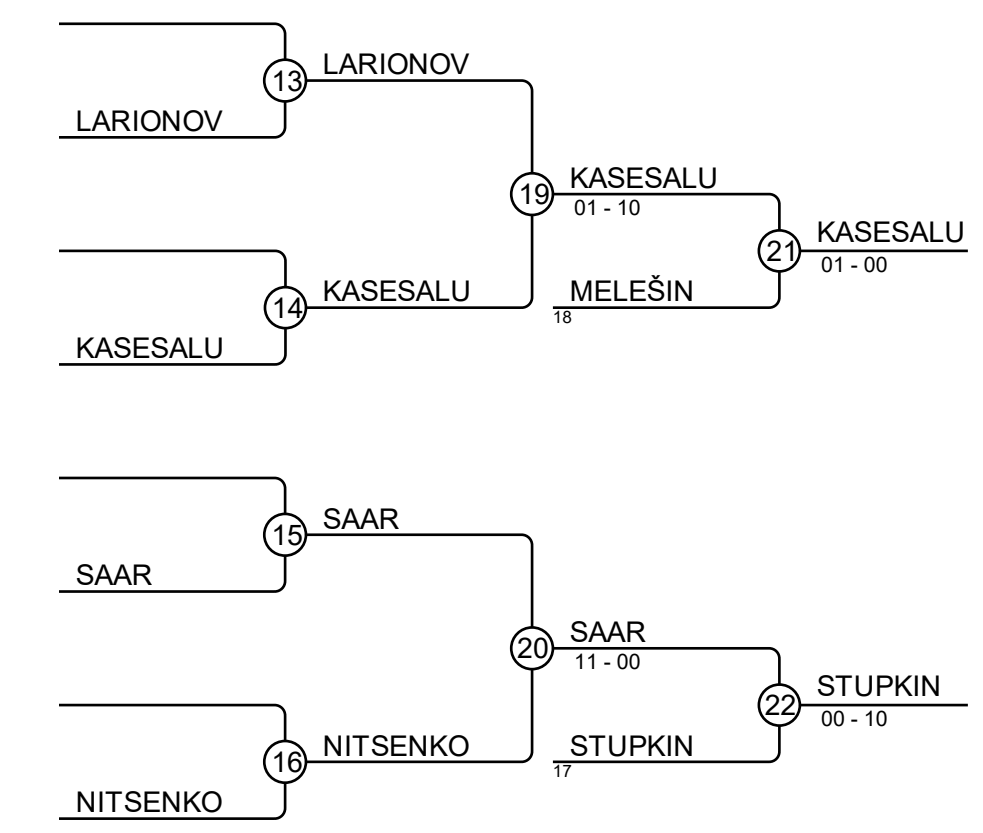 13
LARIONOV
LARIONOV
19
KASESALU
01 - 10
21
KASESALU
01 - 00
14
KASESALU
MELEŠIN
18
KASESALU
15
SAAR
SAAR
20
SAAR
11 - 00
22
STUPKIN
00 - 10
16
NITSENKO
STUPKIN
17
NITSENKO